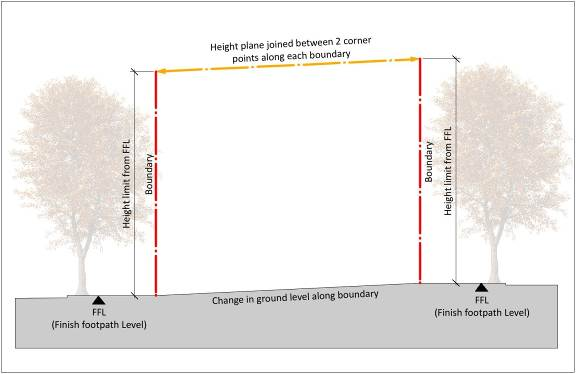 Height plane joined between 2 corner
points along each boundary
Height limit from FFL
Boundary
Boundary
Height limit from FFL
Change in ground level along boundary
FFL
(Finish footpath Level)
FFL
(Finish footpath Level)